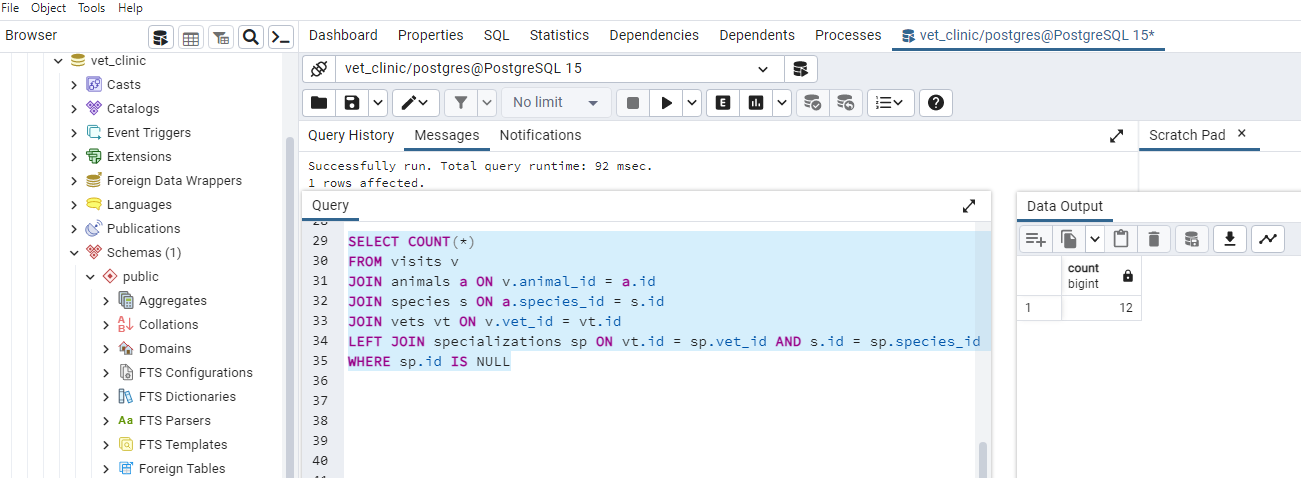 File Object Tools Help
Browser
Dashboard Properties SQL Statistics Dependencies Dependents Processes vet_clinic/postgres@PostgreSQL 15*
vet_clinic
Casts
Catalogs
Event Triggers
Extensions
Foreign Data Wrappers
Languages
Publications
Schemas (1)
public
Aggregates
Collations
Domains
FTS Configurations
FTS Dictionaries
Aa FTS Parsers
FTS Templates
Foreign Tables
vet_clinic/postgres@PostgreSQL 15
No limit
E
Query History Messages Notifications
Scratch Pad
Successfully run. Total query runtime: 92 msec.
1 rows affected.
Query
28
29 SELECT COUNT(*)
30 FROM visits v
31 JOIN animals a ON v.animal_id = a.id
32 JOIN species s ON a.species_id = s.id
33 JOIN vets vt ON v.vet_id = vt.id
34 LEFT JOIN specializations sp ON vt.id = sp.vet_id AND s.id = sp.species_id
35 WHERE sp.id IS NULL
36
37
38
39
40
Data Output
count
bigint
1 12